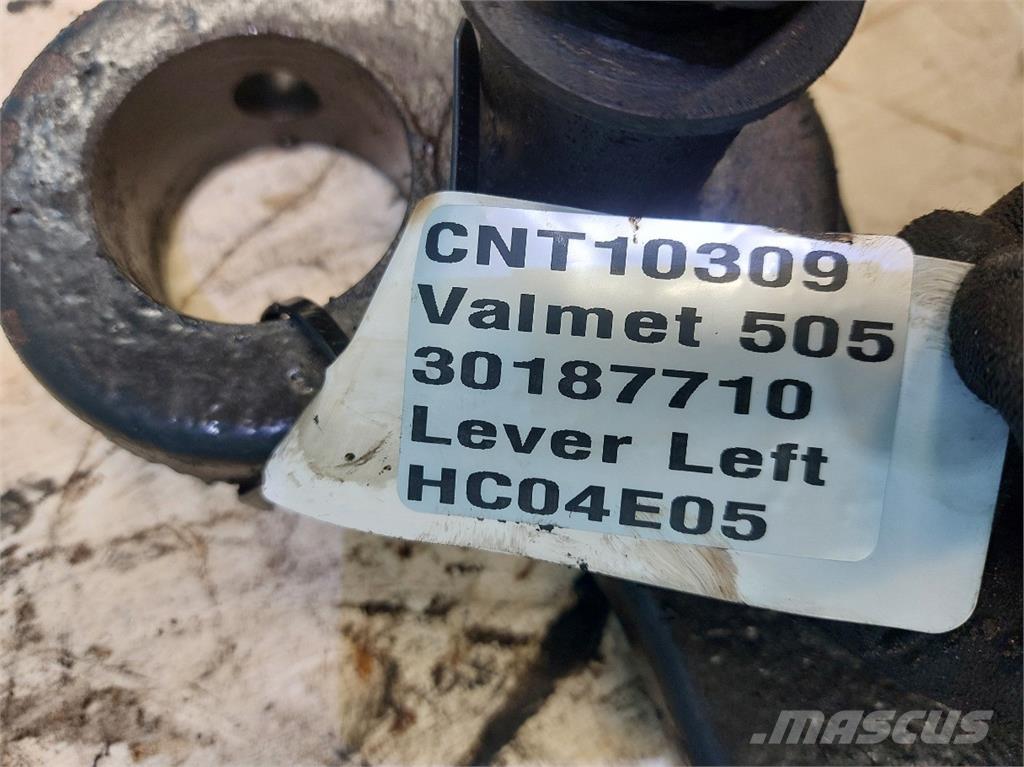 CNT10309
Valmet 505
30187710
Lever Left
HC04E05
MASCUS